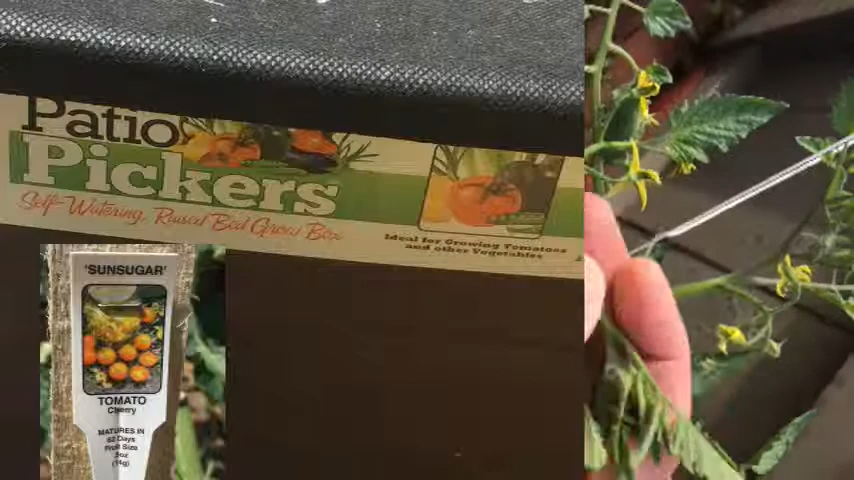 Patio
Pickers
Self-Watering, Raised Bed Grow Box
Ideal for Growing Tomatoes
and other Vegetables
'SUNSUGAR'
TOMATO
Cherry
MATURES IN
62 Days
Fruit Size
.5oz
(14g)